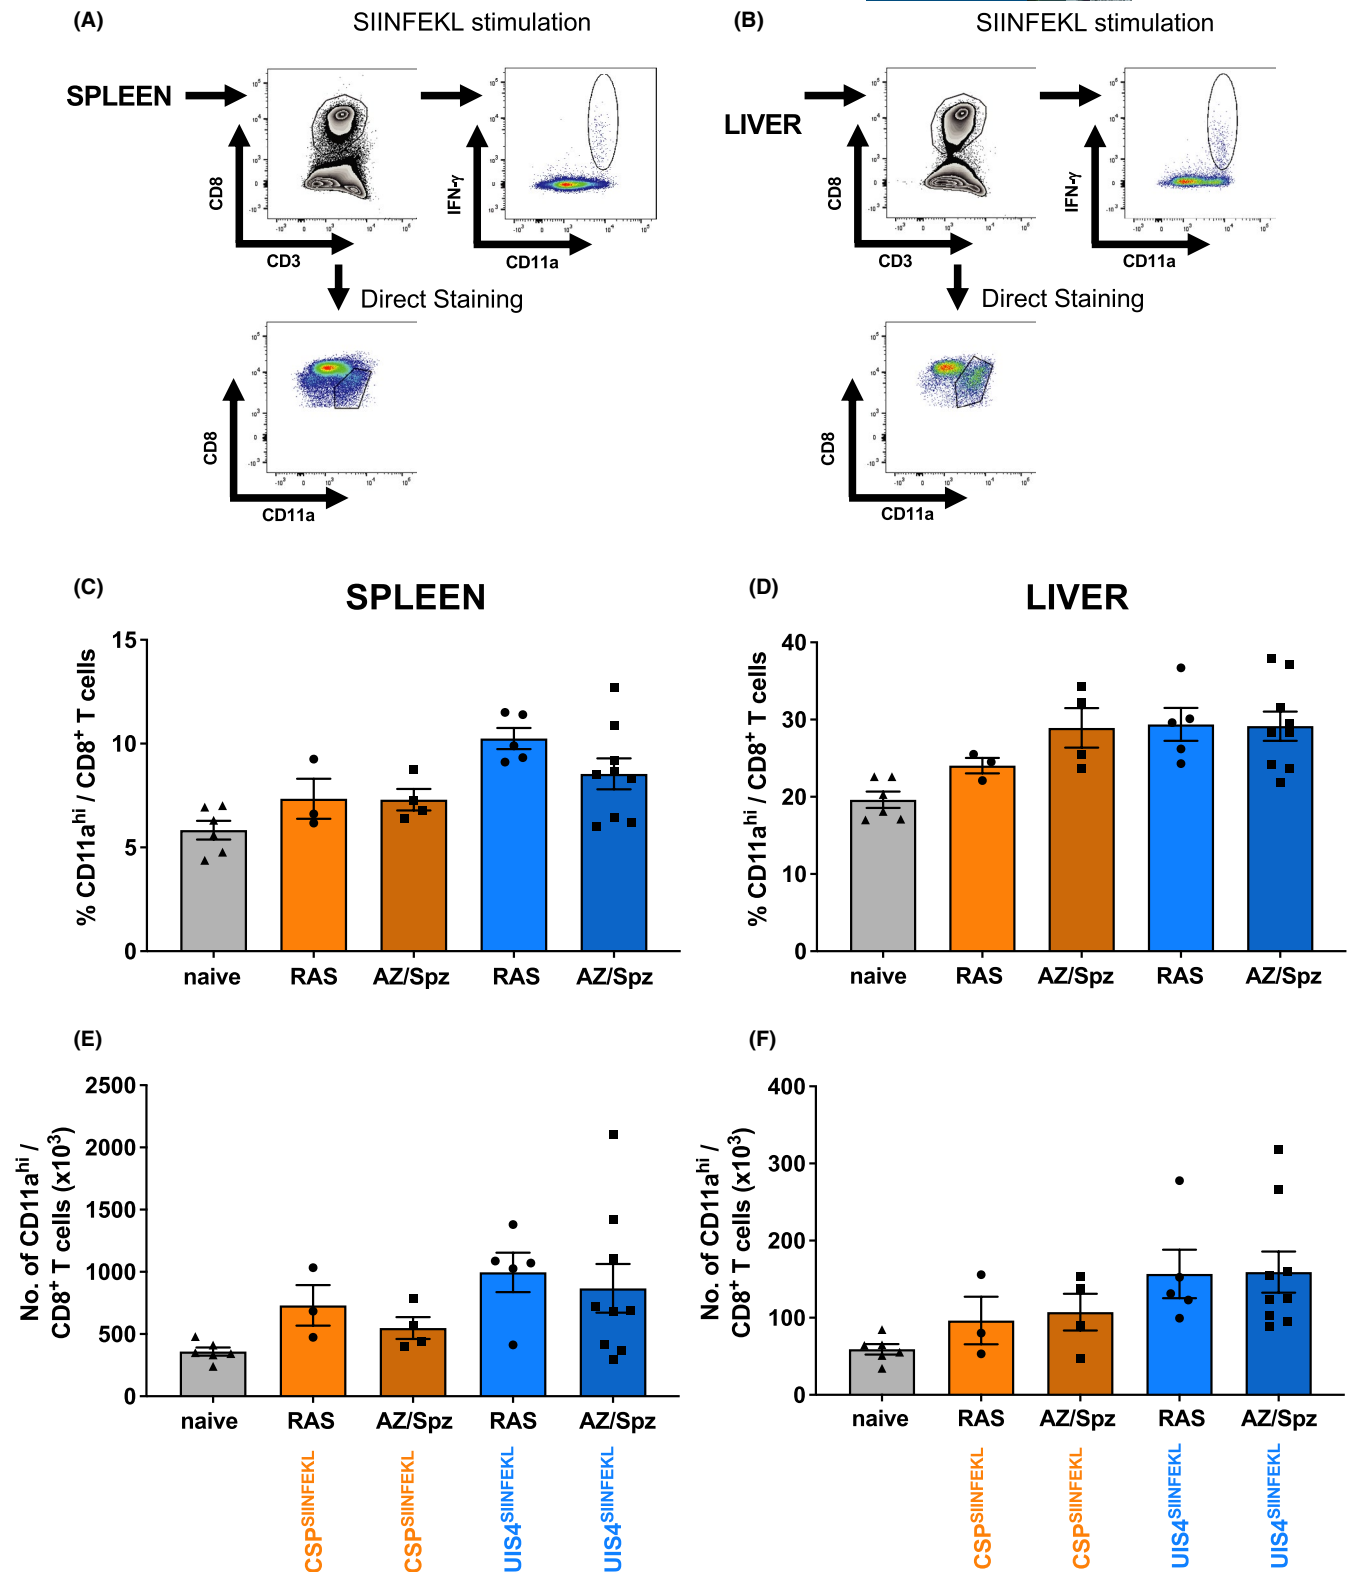 (A)
SIINFEKL stimulation
(B)
SIINFEKL stimulation
SPLEEN
CD8
CD3
IFN-γ
CD11a
LIVER
CD8
CD3
IFN-γ
CD11a
Direct Staining
CD8
CD11a
Direct Staining
CD8
CD11a
(C)
SPLEEN
% CD11a^hi / CD8^+ T cells
15
10
5
0
naive RAS AZ/Spz RAS AZ/Spz
(D)
LIVER
% CD11a^hi / CD8^+ T cells
40
30
20
10
0
naive RAS AZ/Spz RAS AZ/Spz
(E)
No. of CD11a^hi /
CD8^+ T cells (x10^3)
2500
2000
1500
1000
500
0
naive RAS AZ/Spz RAS AZ/Spz
CSP^SIINFEKL
CSP^SIINFEKL
UIS4^SIINFEKL
UIS4^SIINFEKL
(F)
No. of CD11a^hi /
CD8^+ T cells (x10^3)
400
300
200
100
0
naive RAS AZ/Spz RAS AZ/Spz
CSP^SIINFEKL
CSP^SIINFEKL
UIS4^SIINFEKL
UIS4^SIINFEKL